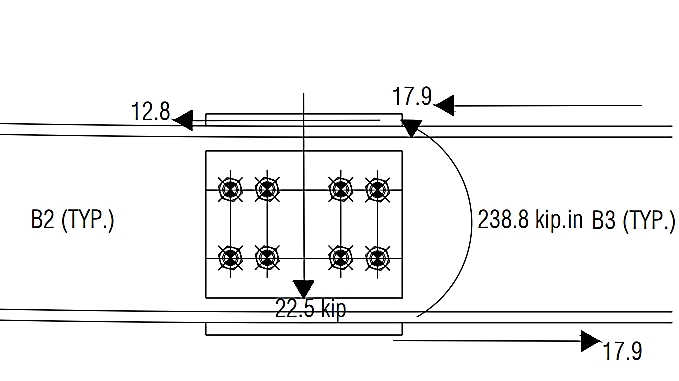 17.9
12.8
B2 (TYP.)
238.8 kip.in B3 (TYP.)
22.5 kip
17.9